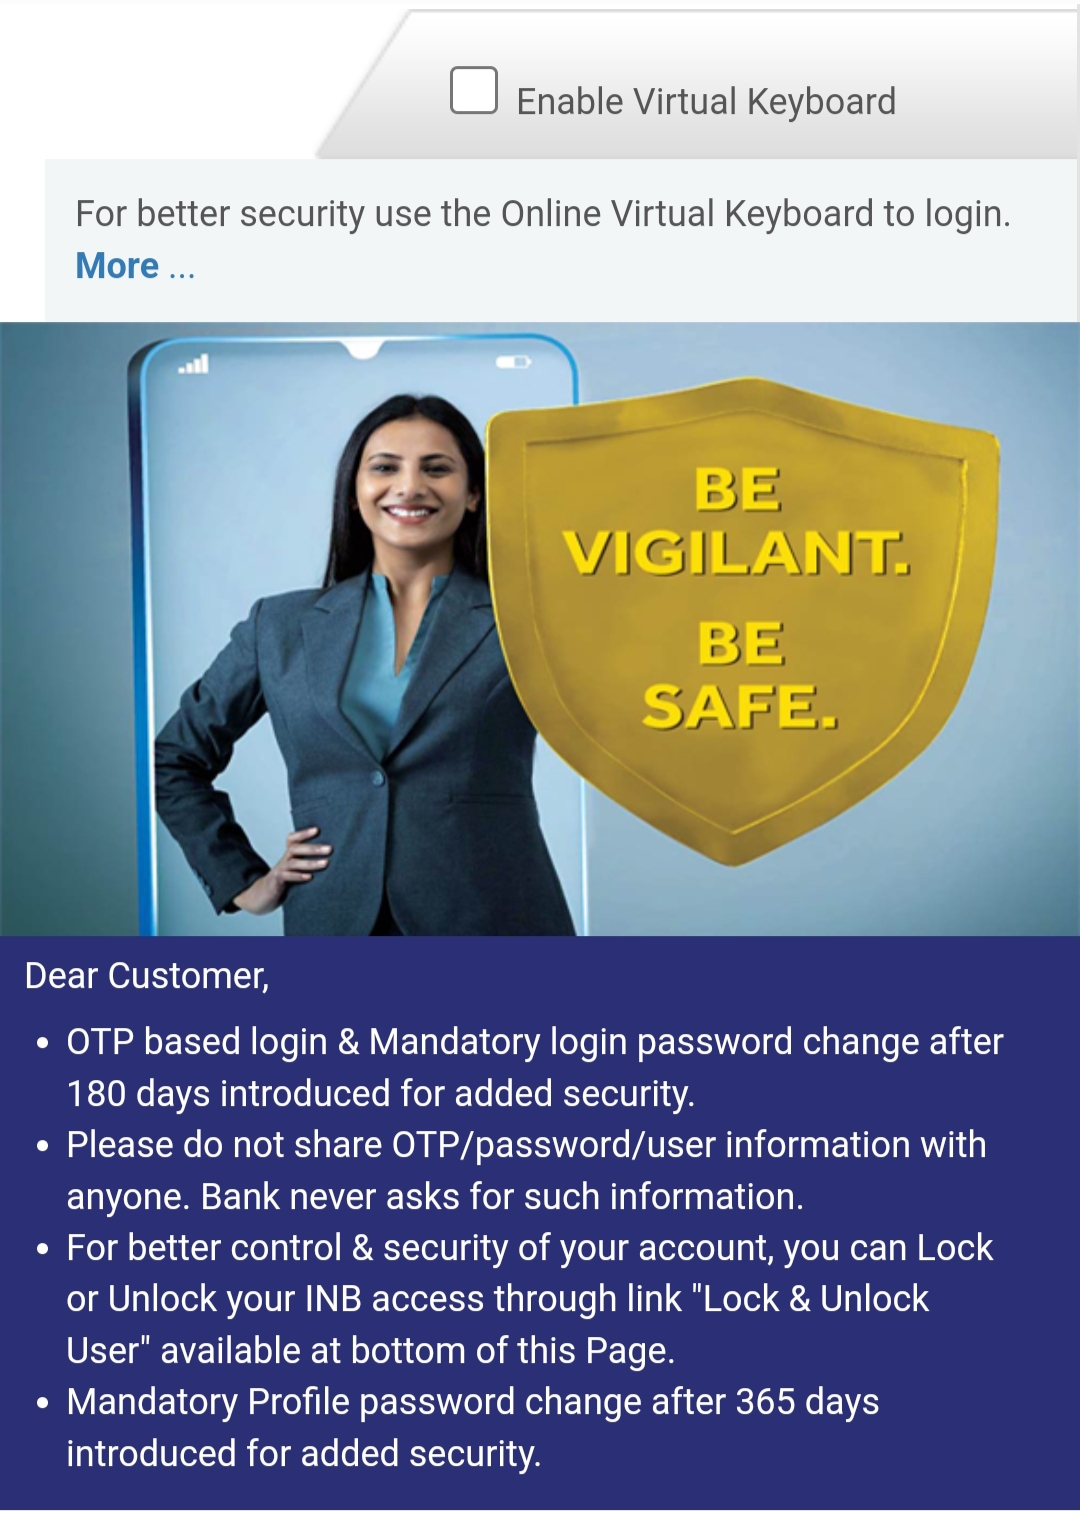 Enable Virtual Keyboard
For better security use the Online Virtual Keyboard to login.
More ...
BE
VIGILANT.
BE
SAFE.
Dear Customer,
• OTP based login & Mandatory login password change after
180 days introduced for added security.
• Please do not share OTP/password/user information with
anyone. Bank never asks for such information.
• For better control & security of your account, you can Lock
or Unlock your INB access through link "Lock & Unlock
User" available at bottom of this Page.
• Mandatory Profile password change after 365 days
introduced for added security.